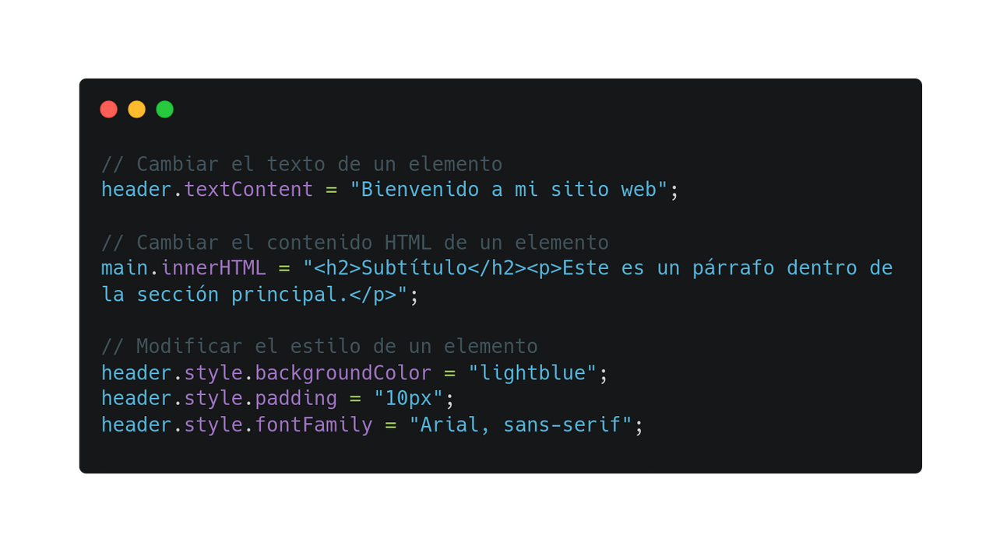 // Cambiar el texto de un elemento
header.textContent = "Bienvenido a mi sitio web";
// Cambiar el contenido HTML de un elemento
main.innerHTML = "<h2>Subtítulo</h2><p>Este es un párrafo dentro de
la sección principal.</p>";
// Modificar el estilo de un elemento
header.style.backgroundColor = "lightblue";
header.style.padding = "10px";
header.style.fontFamily = "Arial, sans-serif";